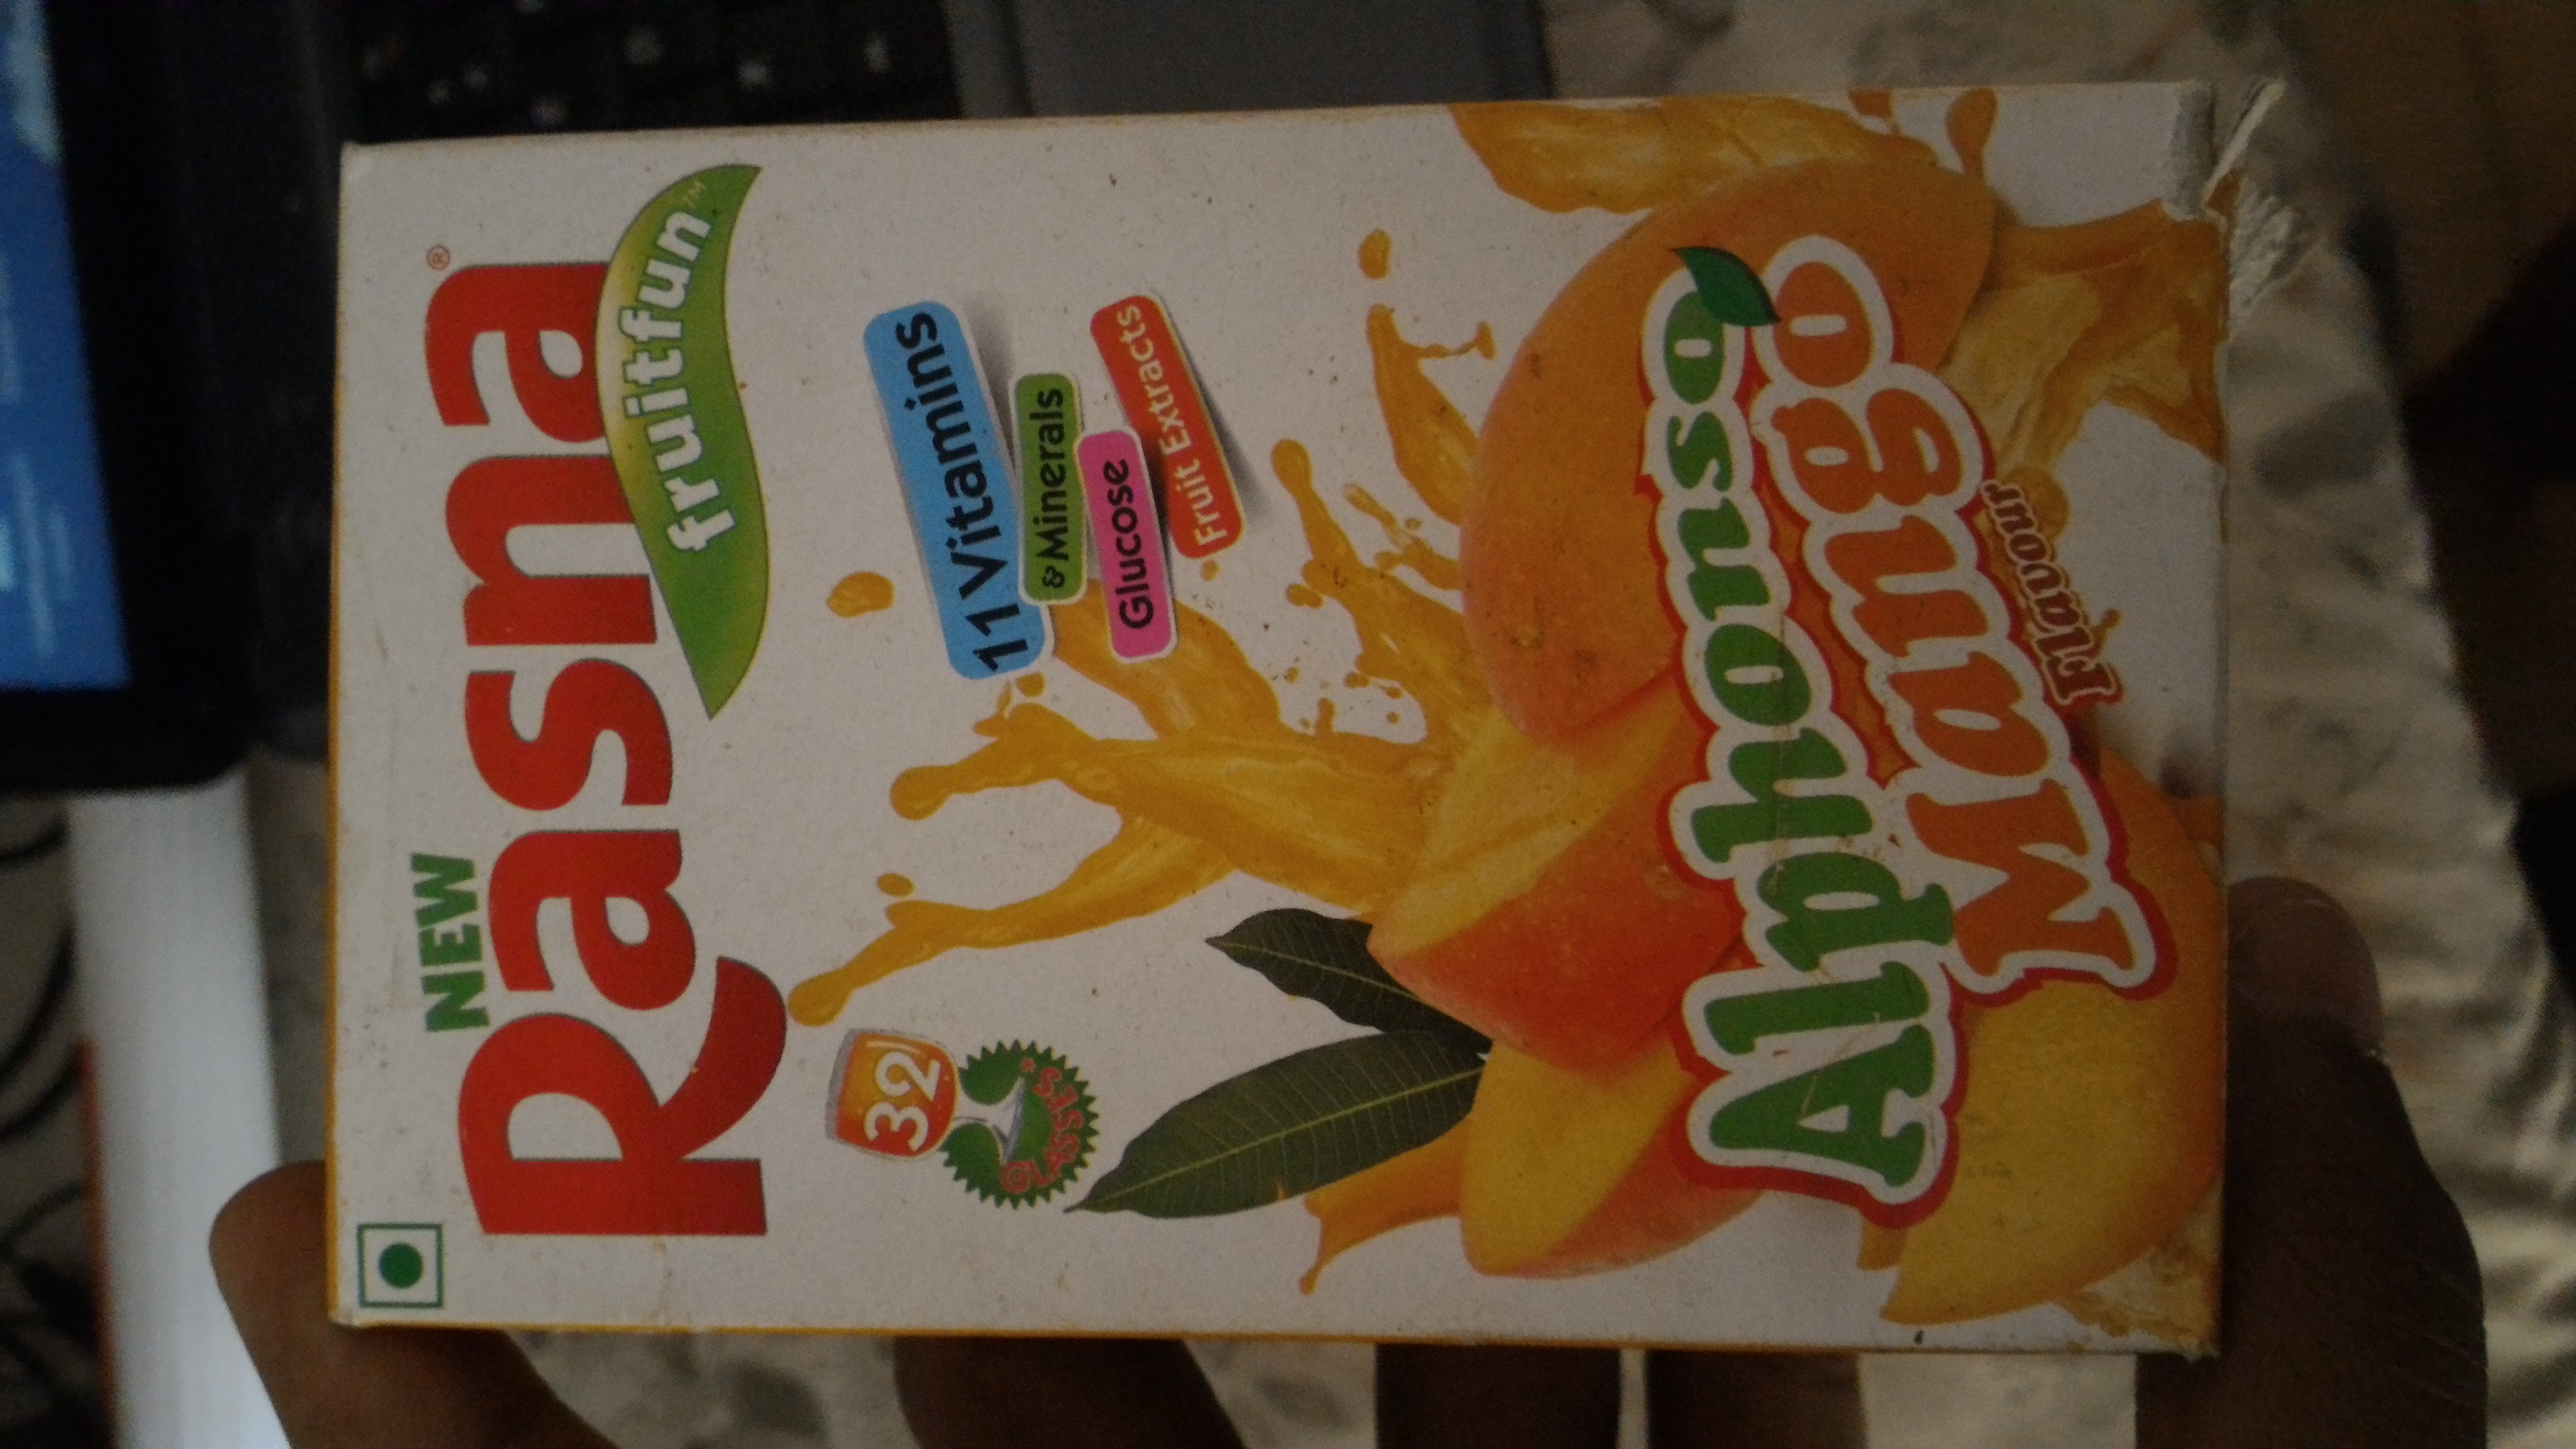 NEW
Rasna®
fruitfun™
32
GLASSES*
11 Vitamins
& Minerals
Glucose
Fruit Extracts
Alphonso
Mango
Flavour